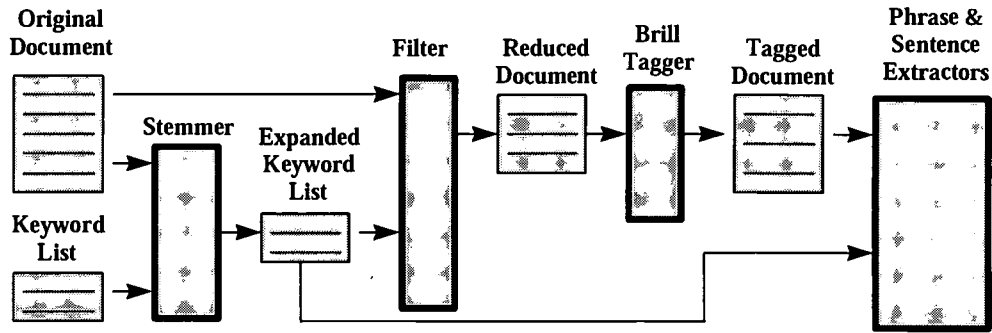 Original
Document
Stemmer
Keyword
List
Expanded
Keyword
List
Filter
Reduced
Document
Brill
Tagger
Tagged
Document
Phrase &
Sentence
Extractors